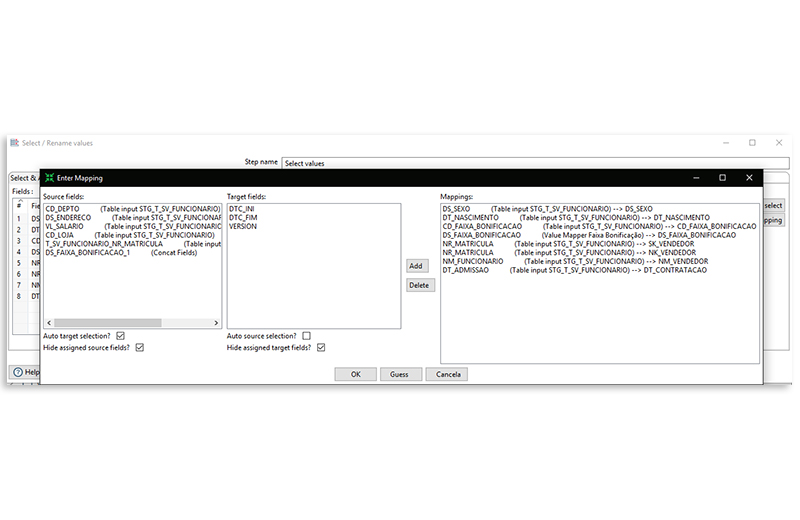 Select / Rename values
Step name Select values
Select & A
Enter Mapping
Fields :
# Fie
1 DS
2 DT
3 CD
4 DS
5 NR
6 NR
7 NM
8 DT
Source fields:
CD_DEPTO (Table input STG_T_SV_FUNCIONARIO)
DS_ENDERECO (Table input STG_T_SV_FUNCIONAF
VL_SALARIO (Table input STG_T_SV_FUNCIONARIC
CD_LOJA (Table input STG_T_SV_FUNCIONARIO)
T_SV_FUNCIONARIO_NR_MATRICULA (Table input
DS_FAIXA_BONIFICACAO_1 (Concat Fields)
Auto target selection?
Hide assigned source fields?
Target fields:
DTC_INI
DTC_FIM
VERSION
Auto source selection?
Hide assigned target fields?
Add
Delete
Mappings:
DS_SEXO (Table input STG_T_SV_FUNCIONARIO) --> DS_SEXO
DT_NASCIMENTO (Table input STG_T_SV_FUNCIONARIO) --> DT_NASCIMENTO
CD_FAIXA_BONIFICACAO (Table input STG_T_SV_FUNCIONARIO) --> CD_FAIXA_BONIFICACAO
DS_FAIXA_BONIFICACAO (Value Mapper Faixa Bonificação) --> DS_FAIXA_BONIFICACAO
NR_MATRICULA (Table input STG_T_SV_FUNCIONARIO) --> SK_VENDEDOR
NR_MATRICULA (Table input STG_T_SV_FUNCIONARIO) --> NK_VENDEDOR
NM_FUNCIONARIO (Table input STG_T_SV_FUNCIONARIO) --> NM_VENDEDOR
DT_ADMISSAO (Table input STG_T_SV_FUNCIONARIO) --> DT_CONTRATACAO
select
pping
Help
OK Guess Cancela